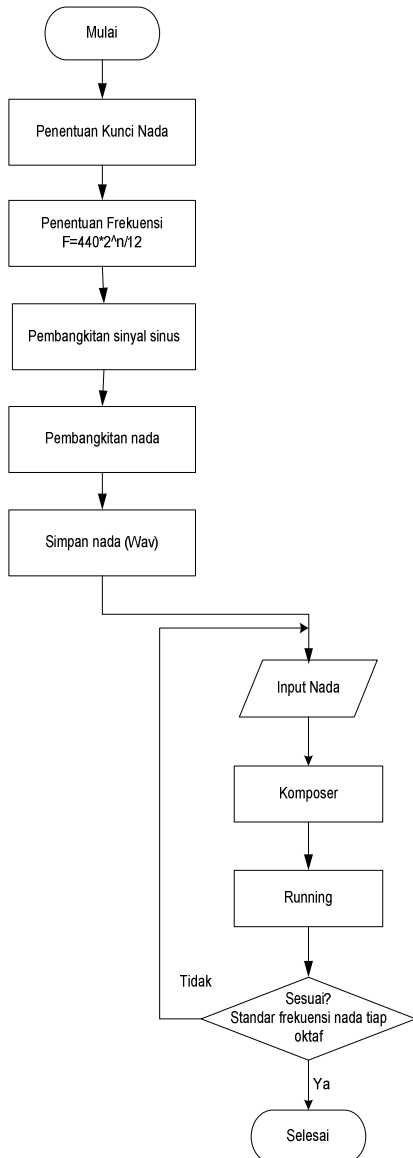 Mulai
Penentuan Kunci Nada
Penentuan Frekuensi
F=440*2^n/12
Pembangkitan sinyal sinus
Pembangkitan nada
Simpan nada (Wav)
Input Nada
Komposer
Running
Tidak
Sesuai?
Standar frekuensi nada tiap
oktaf
Ya
Selesai